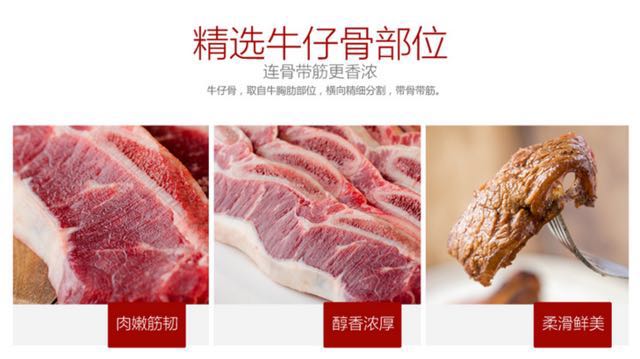 精选牛仔骨部位
连骨带筋更香浓
牛仔骨，取自牛胸肋部位，横向精细分割，带骨带筋。
肉嫩筋韧
醇香浓厚
柔滑鲜美